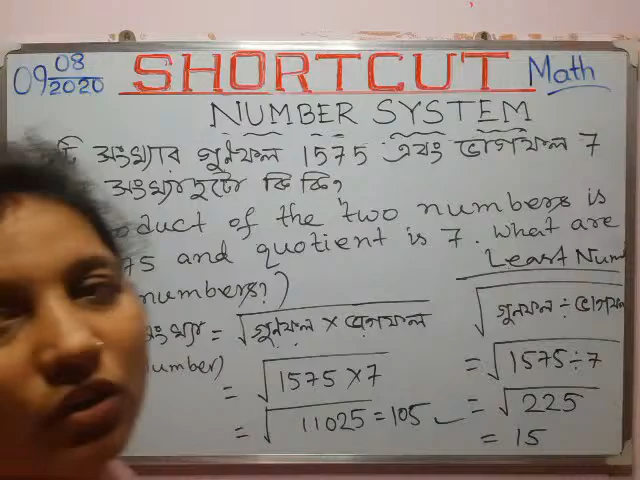 09 08/2020 SHORTCUT Math
NUMBER SYSTEM
টি সংখ্যার গুনফল 1575 এবং ভাগফল 7
সংখ্যাদুটো কি কি?
oduct of the two numbers is
75 and quotient is 7. What are
numbers?)
সংখ্যা = √গুনফল × ভাগফল
umber)
= √1575 × 7
= √11025 = 105
Least Num
√গুনফল ÷ ভাগফল
= √1575 ÷ 7
= √225
= 15